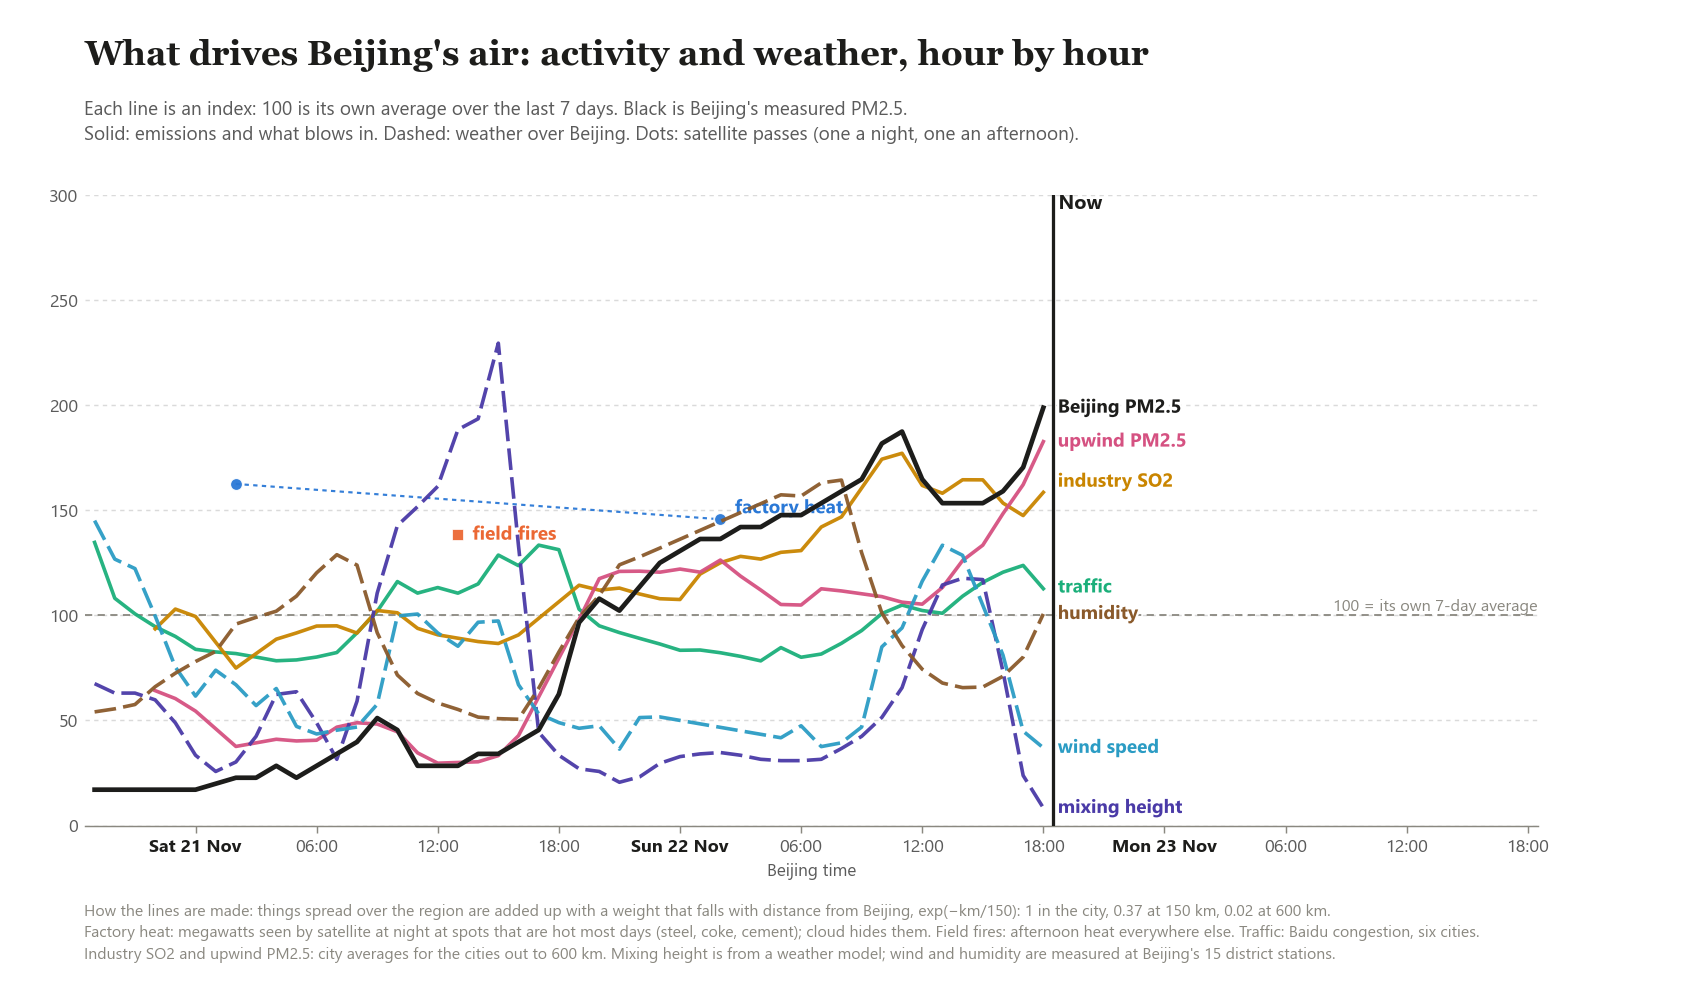 What drives Beijing's air: activity and weather, hour by hour
Each line is an index: 100 is its own average over the last 7 days. Black is Beijing's measured PM2.5.
Solid: emissions and what blows in. Dashed: weather over Beijing. Dots: satellite passes (one a night, one an afternoon).
300
Now
250
200
Beijing PM2.5
upwind PM2.5
industry SO2
150
factory heat
field fires
traffic
100
100 = its own 7-day average
humidity
50
wind speed
mixing height
0
Sat 21 Nov 06:00 12:00 18:00 Sun 22 Nov 06:00 12:00 18:00 Mon 23 Nov 06:00 12:00 18:00
Beijing time
How the lines are made: things spread over the region are added up with a weight that falls with distance from Beijing, exp(−km/150): 1 in the city, 0.37 at 150 km, 0.02 at 600 km.
Factory heat: megawatts seen by satellite at night at spots that are hot most days (steel, coke, cement); cloud hides them. Field fires: afternoon heat everywhere else. Traffic: Baidu congestion, six cities.
Industry SO2 and upwind PM2.5: city averages for the cities out to 600 km. Mixing height is from a weather model; wind and humidity are measured at Beijing's 15 district stations.